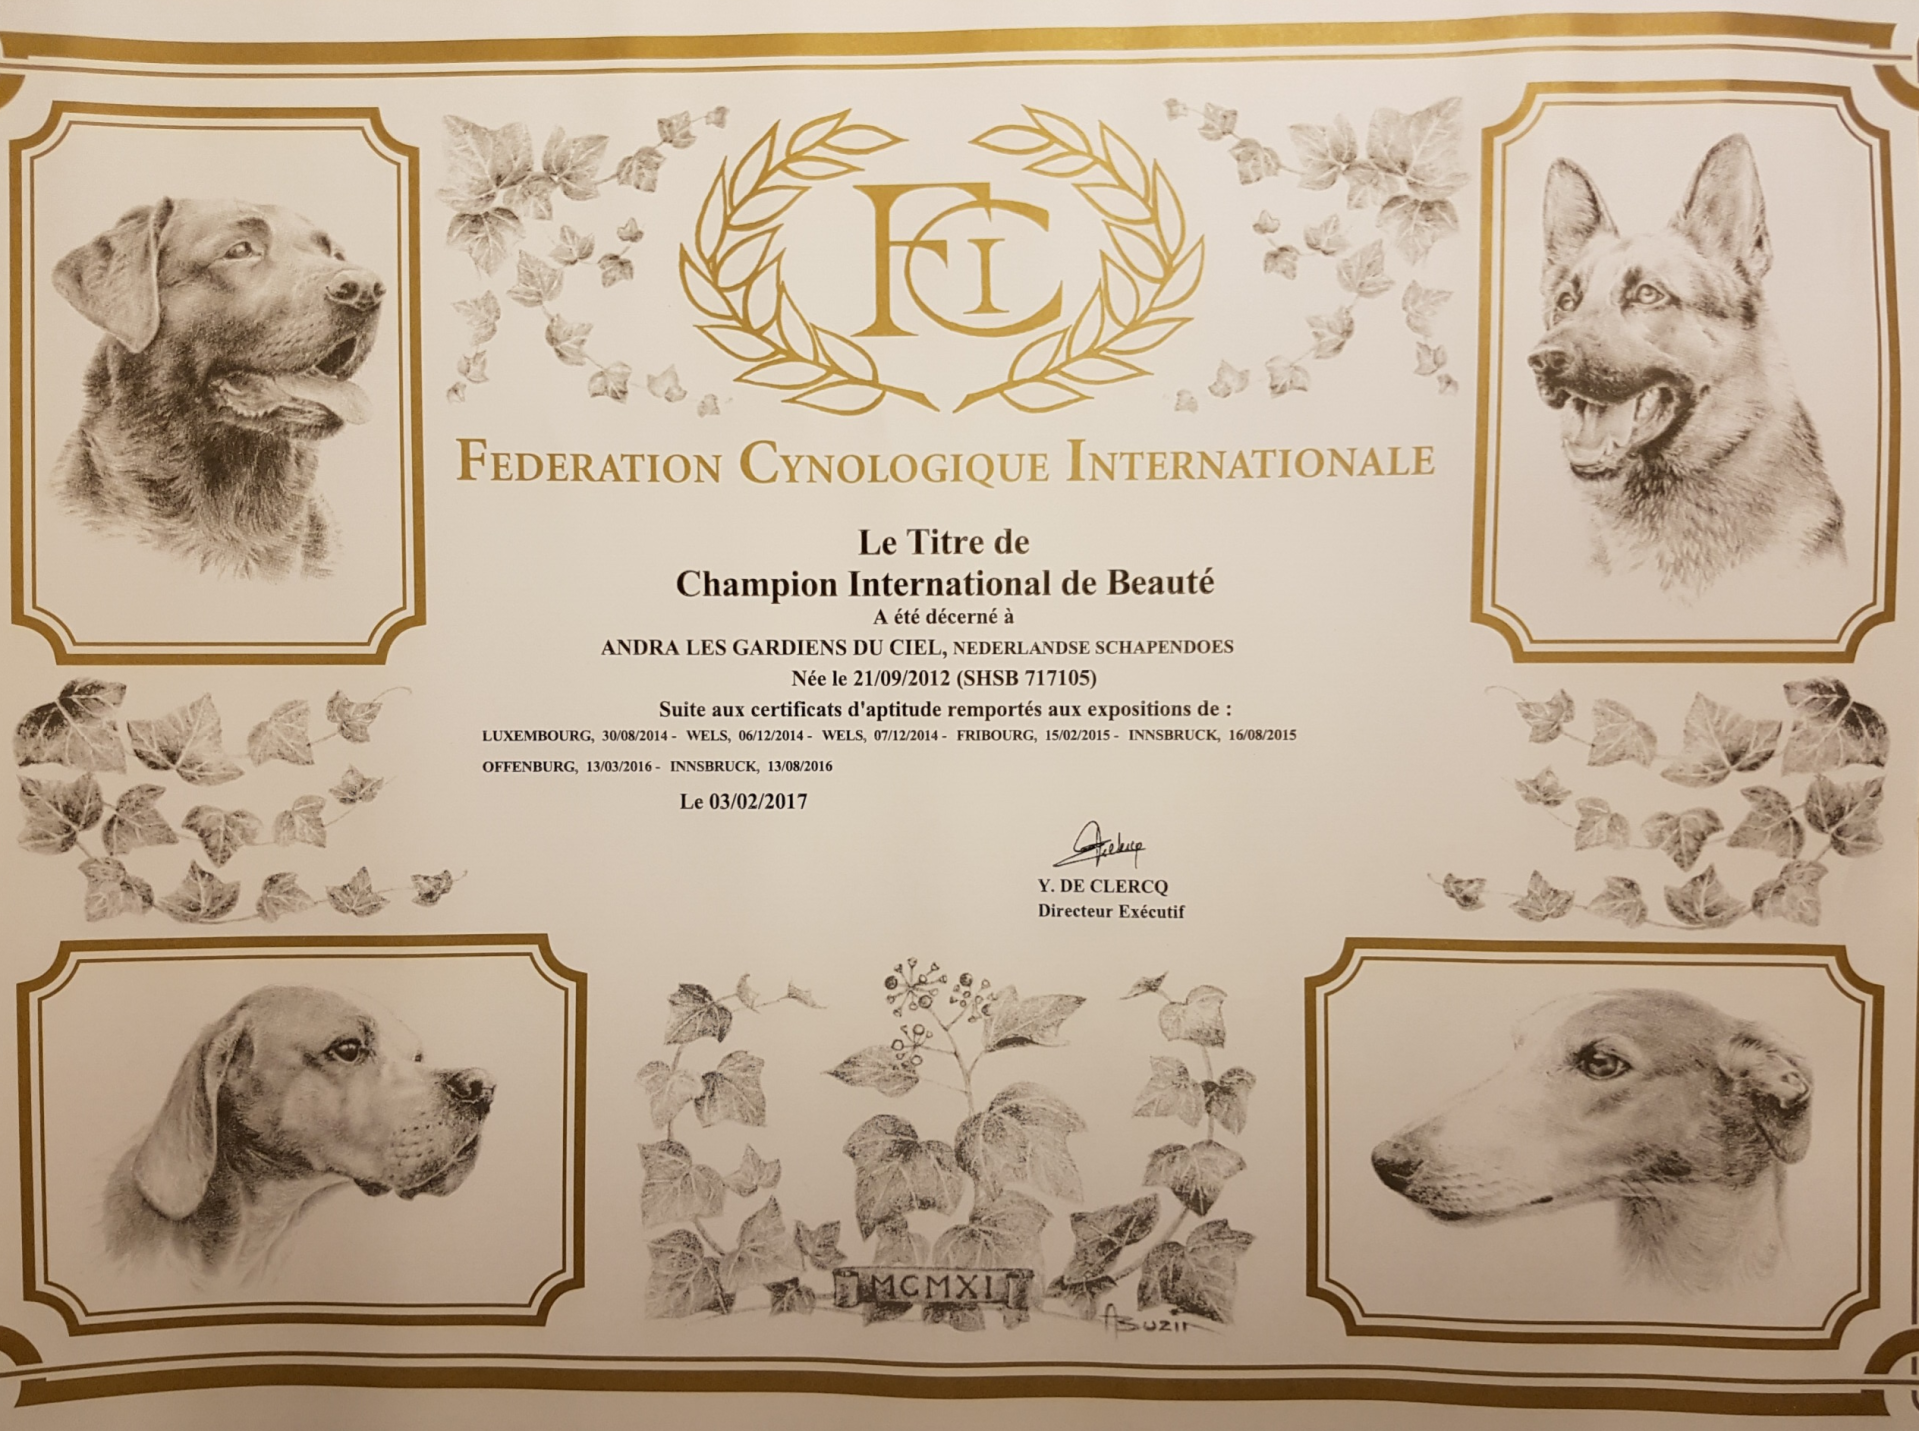 FCI
FEDERATION CYNOLOGIQUE INTERNATIONALE
Le Titre de
Champion International de Beauté
A été décerné à
ANDRA LES GARDIENS DU CIEL, NEDERLANDSE SCHAPENDOES
Née le 21/09/2012 (SHSB 717105)
Suite aux certificats d'aptitude remportés aux expositions de :
LUXEMBOURG, 30/08/2014 - WELS, 06/12/2014 - WELS, 07/12/2014 - FRIBOURG, 15/02/2015 - INNSBRUCK, 16/08/2015
OFFENBURG, 13/03/2016 - INNSBRUCK, 13/08/2016
Le 03/02/2017
Y. DE CLERCQ
Directeur Exécutif
MCMXI
ABuzin